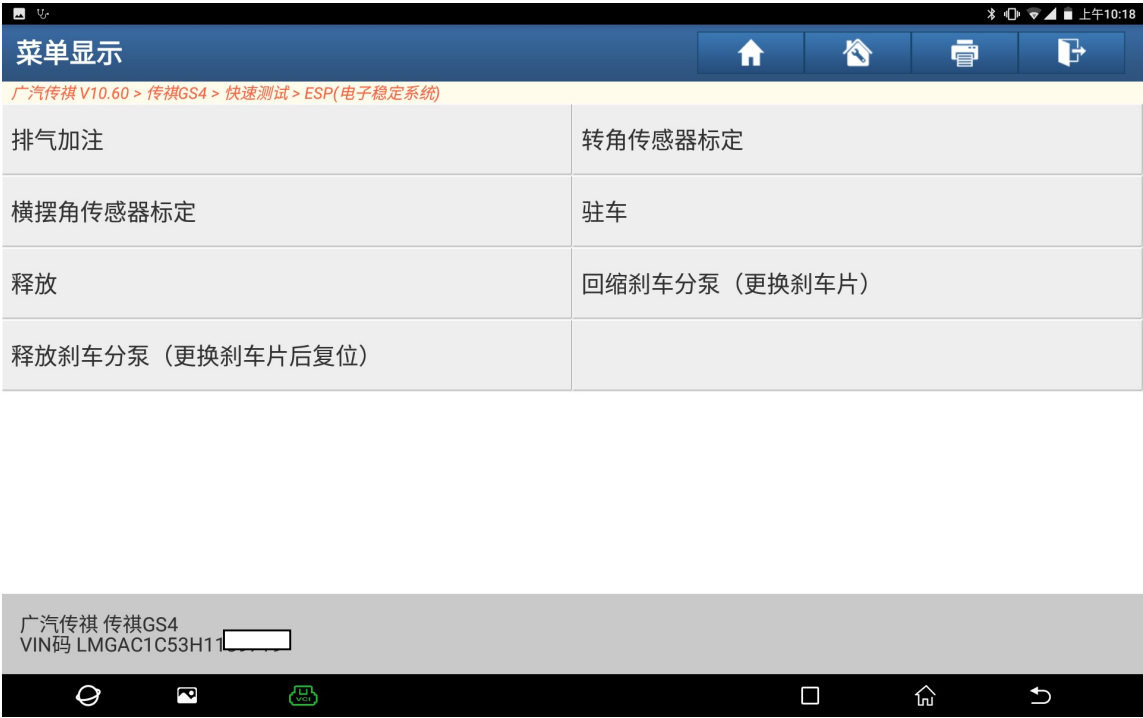 上午10:18
菜单显示
广汽传祺 V10.60 > 传祺GS4 > 快速测试 > ESP(电子稳定系统)
排气加注
转角传感器标定
横摆角传感器标定
驻车
释放
回缩刹车分泵（更换刹车片）
释放刹车分泵（更换刹车片后复位）
广汽传祺 传祺GS4
VIN码 LMGAC1C53H11
VCI